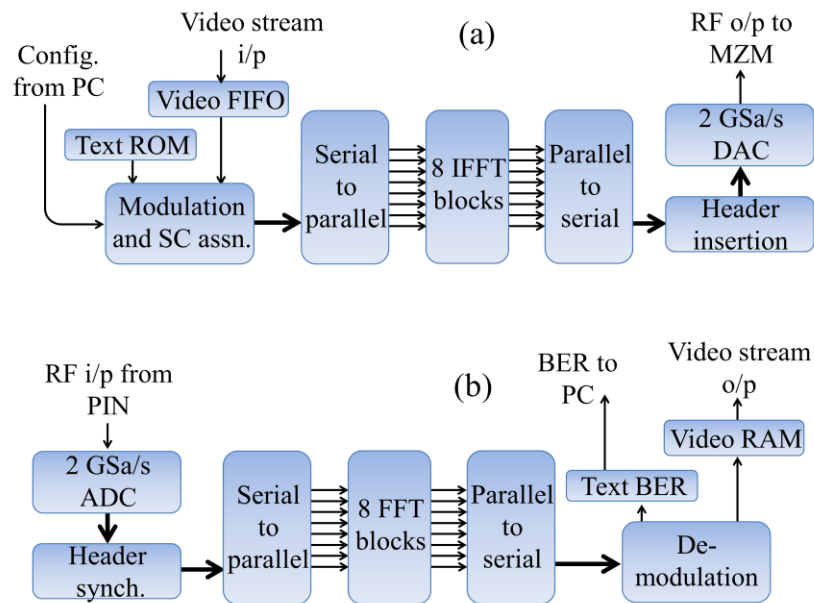 (a)
Config.
from PC
Video stream
i/p
Video FIFO
Text ROM
Modulation
and SC assn.
Serial
to
parallel
8 IFFT
blocks
Parallel
to
serial
RF o/p to
MZM
2 GSa/s
DAC
Header
insertion
(b)
RF i/p from
PIN
2 GSa/s
ADC
Header
synch.
Serial
to
parallel
8 FFT
blocks
Parallel
to
serial
BER to
PC
Text BER
Video stream
o/p
Video RAM
De-
modulation